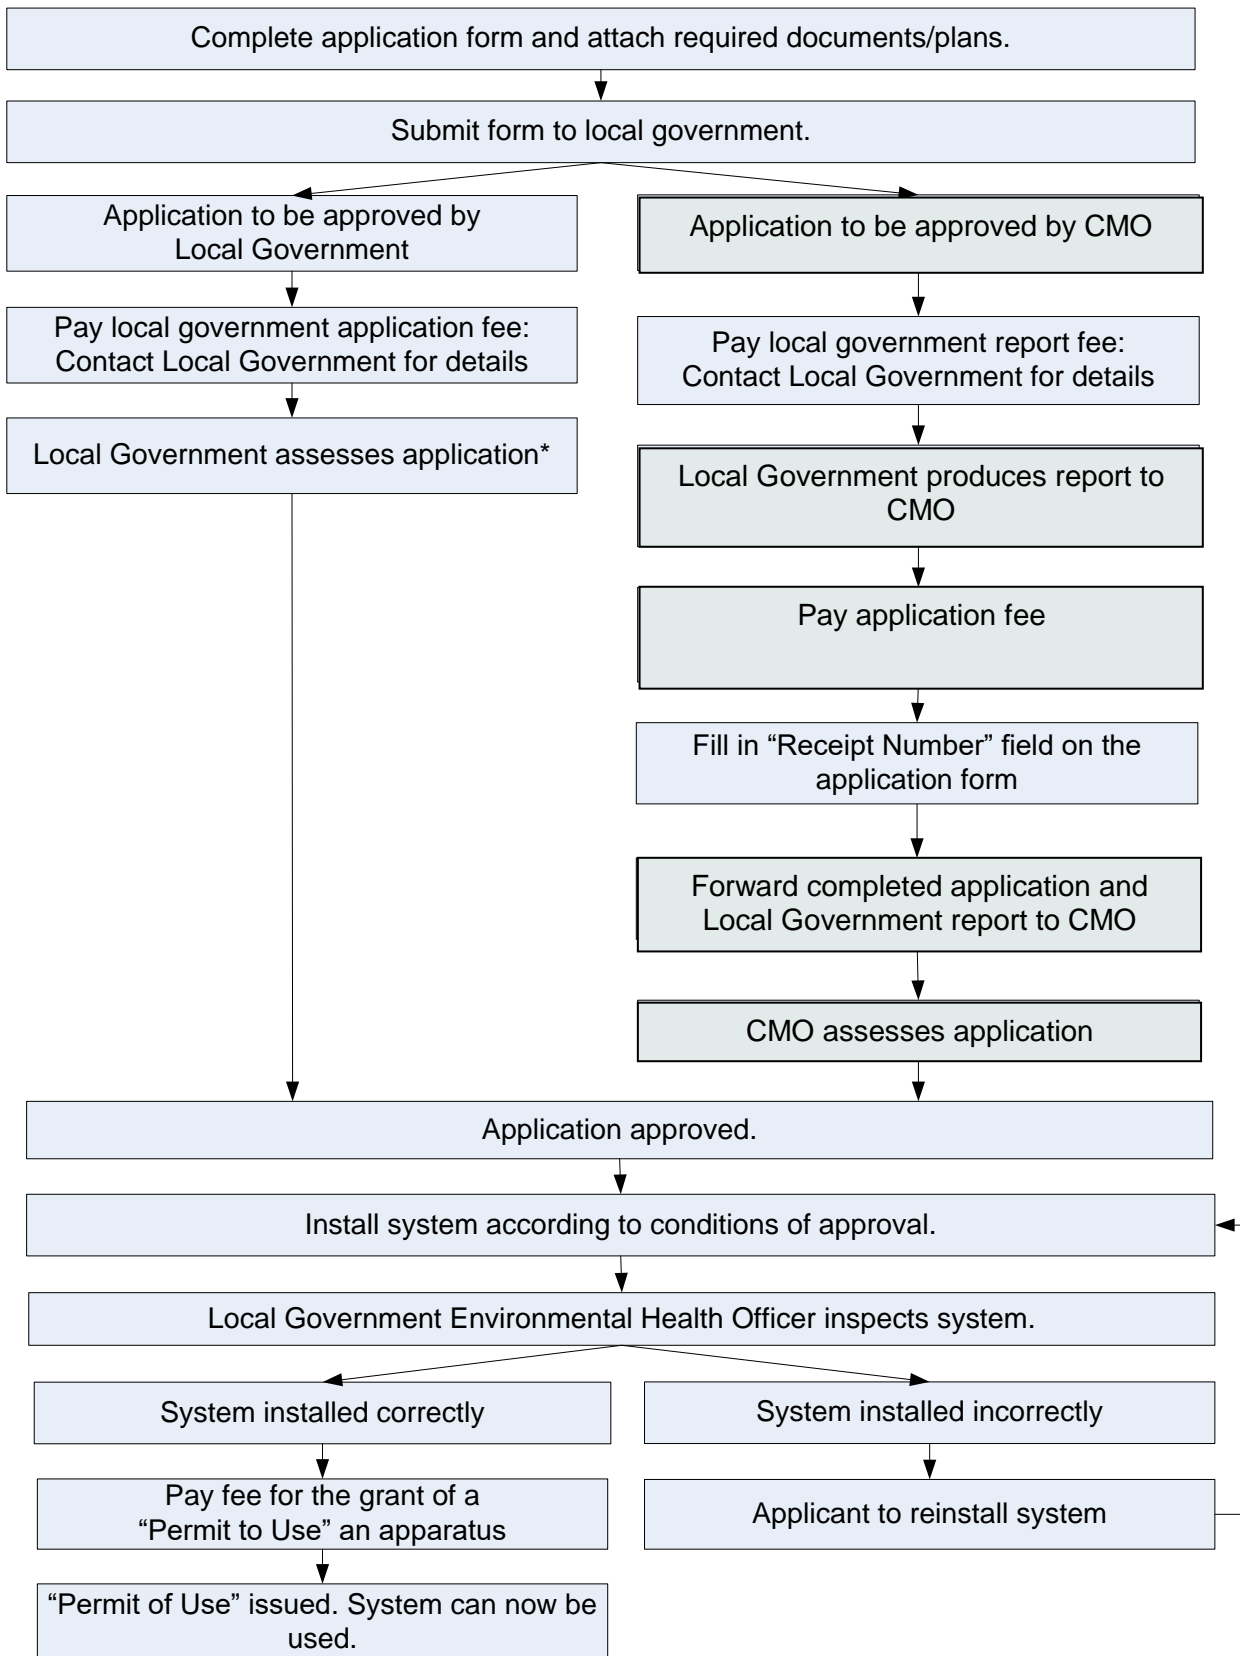 Complete application form and attach required documents/plans.
Submit form to local government.
Application to be approved by
Local Government
Application to be approved by CMO
Pay local government application fee:
Contact Local Government for details
Pay local government report fee:
Contact Local Government for details
Local Government assesses application*
Local Government produces report to
CMO
Pay application fee
Fill in “Receipt Number” field on the
application form
Forward completed application and
Local Government report to CMO
CMO assesses application
Application approved.
Install system according to conditions of approval.
Local Government Environmental Health Officer inspects system.
System installed correctly
System installed incorrectly
Pay fee for the grant of a
“Permit to Use” an apparatus
Applicant to reinstall system
“Permit of Use” issued. System can now be
used.